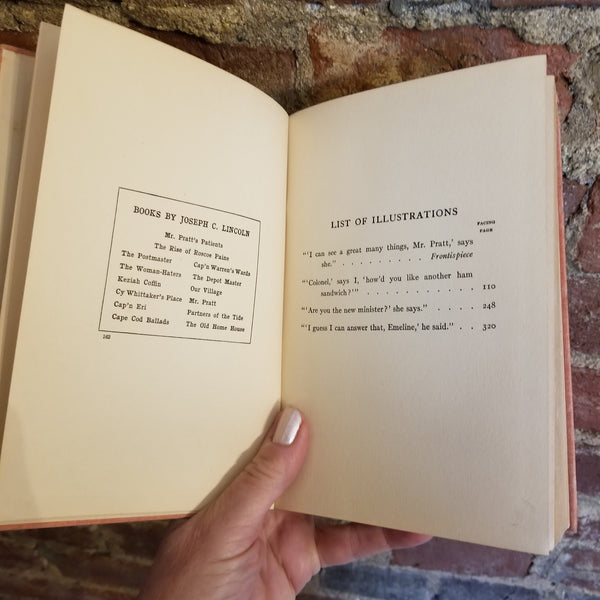 BOOKS BY JOSEPH C. LINCOLN
Mr. Pratt's Patients
The Rise of Roscoe Paine
The Postmaster Cap'n Warren's Wards
The Woman-Haters The Depot Master
Keziah Coffin Our Village
Cy Whittaker's Place Mr. Pratt
Cap'n Eri Partners of the Tide
Cape Cod Ballads The Old Home House
162
LIST OF ILLUSTRATIONS
FACING
PAGE
"'I can see a great many things, Mr. Pratt,' says
she." . . . . . . . . . Frontispiece
"'Colonel,' says I, 'how'd you like another ham
sandwich?'" . . . . . . . . . . . 110
"'Are you the new minister?' she says." . . . . 248
"'I guess I can answer that, Emeline,' he said." . . . 320